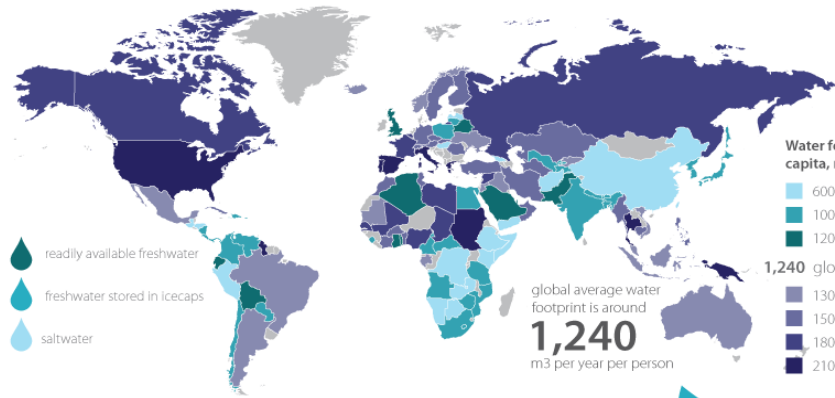 Water fo
capita, 
readily available freshwater
freshwater stored in icecaps
saltwater
600
100
120
1,240 glo
130
150
180
210
global average water
footprint is around
1,240
m3 per year per person